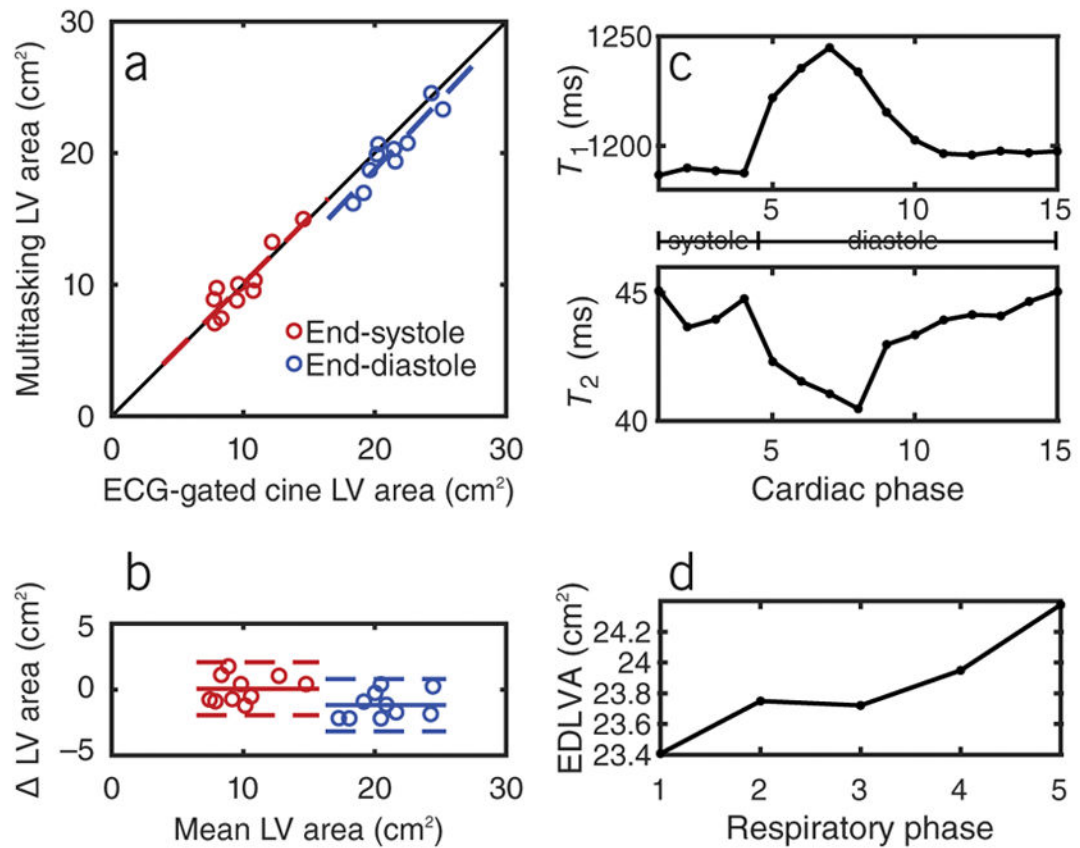 a
30
20
10
0
Multitasking LV area (cm²)
End-systole
End-diastole
0 10 20 30
ECG-gated cine LV area (cm²)
c
1250
1200
T₁ (ms)
5 10 15
systole diastole
45
40
T₂ (ms)
5 10 15
Cardiac phase
b
5
0
–5
Δ LV area (cm²)
0 10 20 30
Mean LV area (cm²)
d
24.2
24
23.8
23.6
23.4
EDLVA (cm²)
1 2 3 4 5
Respiratory phase